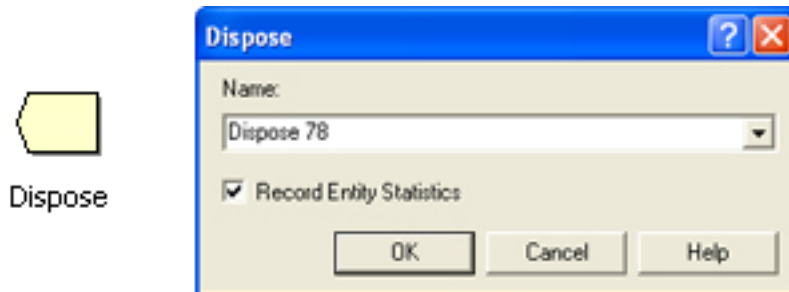 Dispose
Dispose
Name:
Dispose 78
Record Entity Statistics
OK Cancel Help